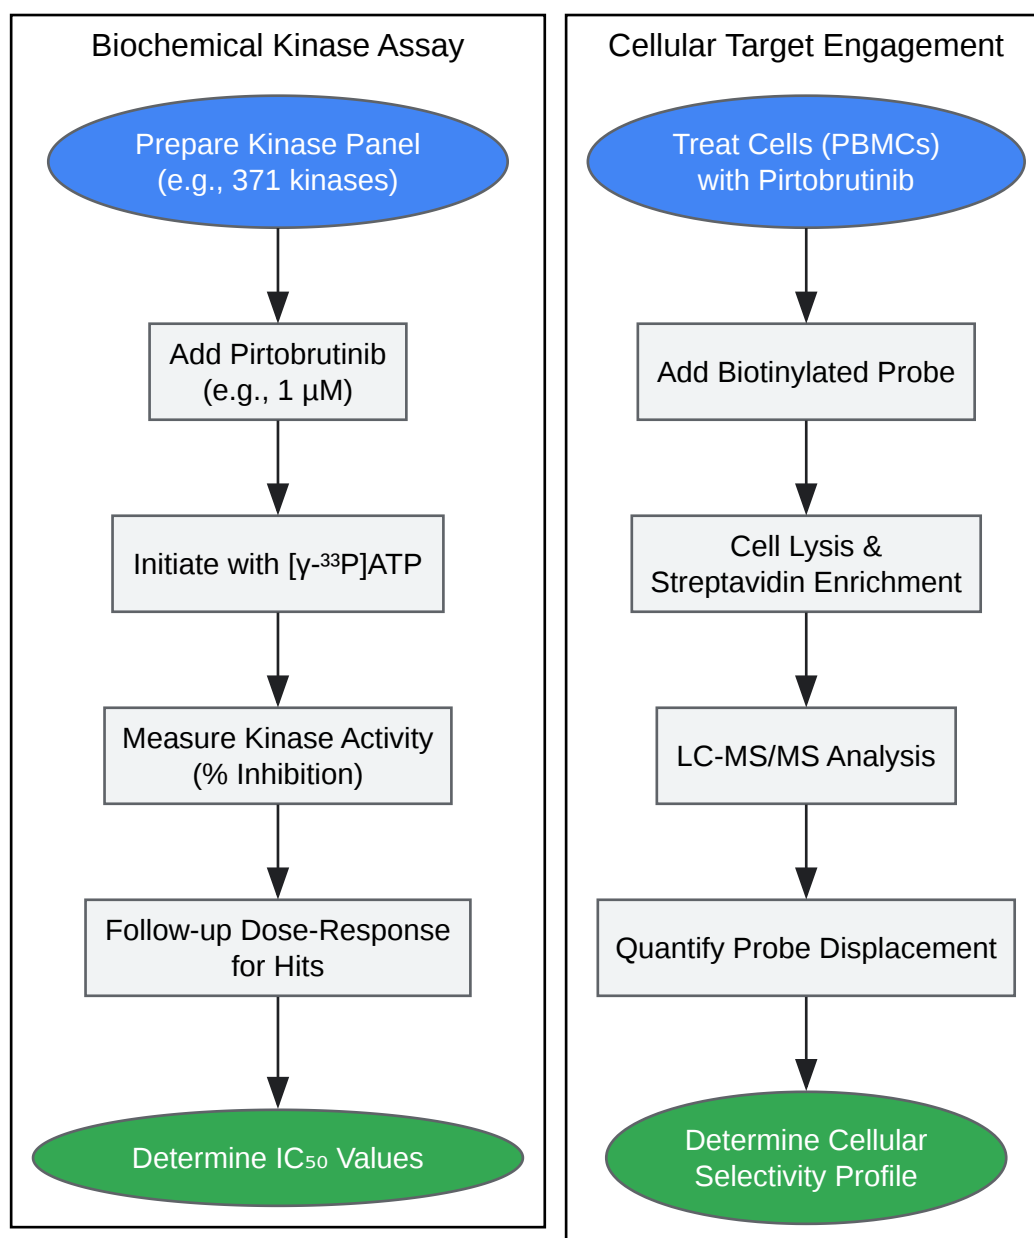 Biochemical Kinase Assay
Prepare Kinase Panel
(e.g., 371 kinases)
Add Pirtobrutinib
(e.g., 1 µM)
Initiate with [γ-³³P]ATP
Measure Kinase Activity
(% Inhibition)
Follow-up Dose-Response
for Hits
Determine IC₅₀ Values
Cellular Target Engagement
Treat Cells (PBMCs)
with Pirtobrutinib
Add Biotinylated Probe
Cell Lysis &
Streptavidin Enrichment
LC-MS/MS Analysis
Quantify Probe Displacement
Determine Cellular
Selectivity Profile